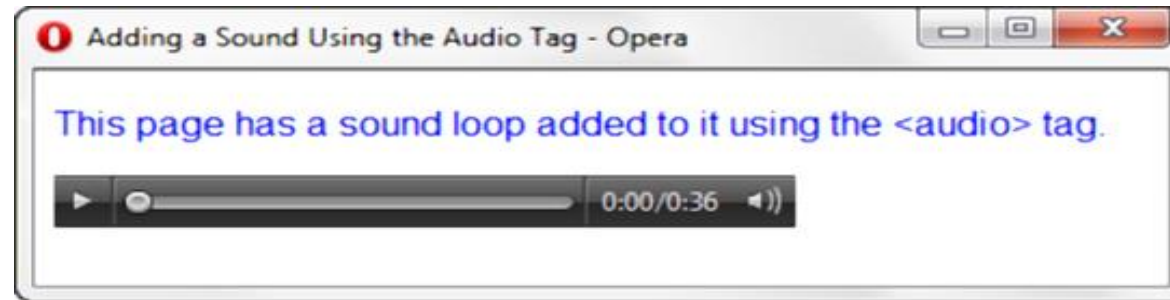 Adding a Sound Using the Audio Tag - Opera
This page has a sound loop added to it using the <audio> tag.
0:00/0:36